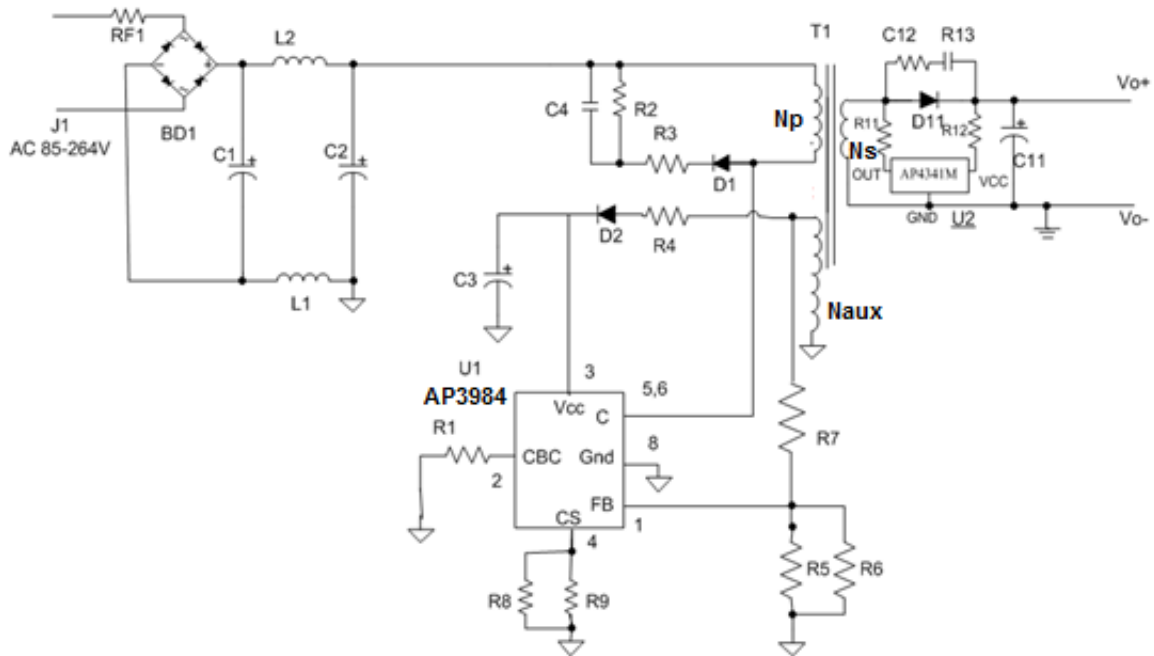 RF1
L2
T1
C12 R13
J1
AC 85-264V
BD1
C1
C2
C4
R2
R3
D1
Np
Ns
R11
D11
R12
C11
Vo+
OUT
AP4341M
VCC
GND
U2
Vo-
L1
C3
D2
R4
Naux
U1
AP3984
3
5,6
Vcc
C
R1
CBC
2
8
Gnd
FB
1
CS
4
R7
R8
R9
R5
R6